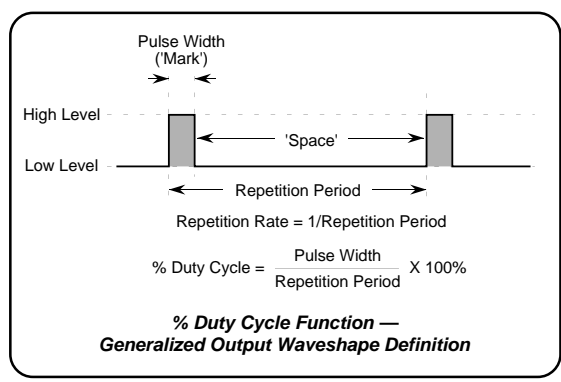 Pulse Width
('Mark')
High Level
'Space'
Low Level
Repetition Period
Repetition Rate = 1/Repetition Period
% Duty Cycle = Pulse Width / Repetition Period X 100%
% Duty Cycle Function —
Generalized Output Waveshape Definition